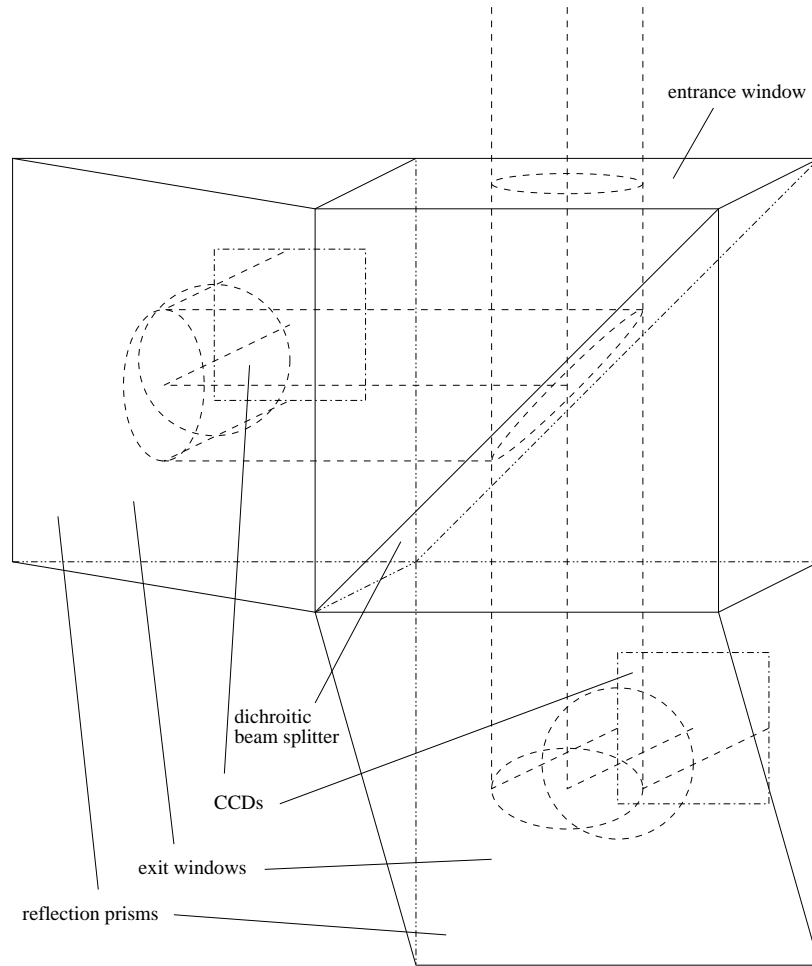 entrance window
dichroitic
beam splitter
CCDs
exit windows
reflection prisms